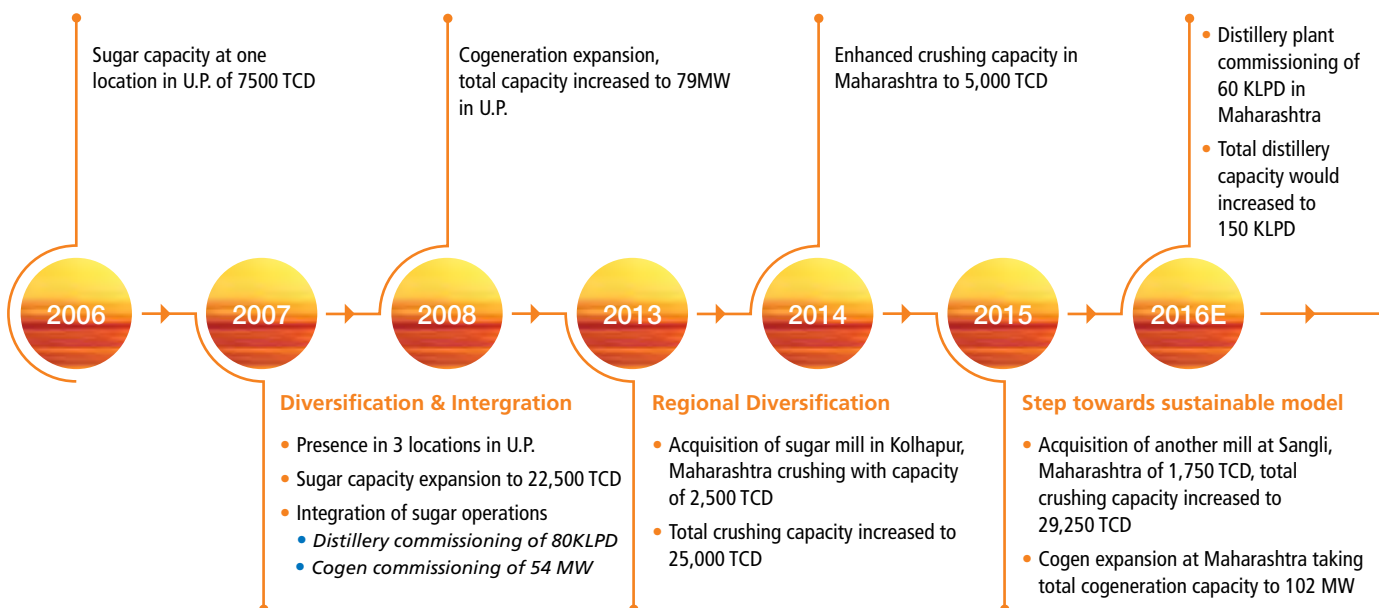 Sugar capacity at one
location in U.P. of 7500 TCD
Cogeneration expansion,
total capacity increased to 79MW
in U.P.
Enhanced crushing capacity in
Maharashtra to 5,000 TCD
• Distillery plant
commissioning of
60 KLPD in
Maharashtra
• Total distillery
capacity would
increased to
150 KLPD
2006
2007
2008
2013
2014
2015
2016E
Diversification & Intergration
• Presence in 3 locations in U.P.
• Sugar capacity expansion to 22,500 TCD
• Integration of sugar operations
• Distillery commissioning of 80KLPD
• Cogen commissioning of 54 MW
Regional Diversification
• Acquisition of sugar mill in Kolhapur,
Maharashtra crushing with capacity
of 2,500 TCD
• Total crushing capacity increased to
25,000 TCD
Step towards sustainable model
• Acquisition of another mill at Sangli,
Maharashtra of 1,750 TCD, total
crushing capacity increased to
29,250 TCD
• Cogen expansion at Maharashtra taking
total cogeneration capacity to 102 MW